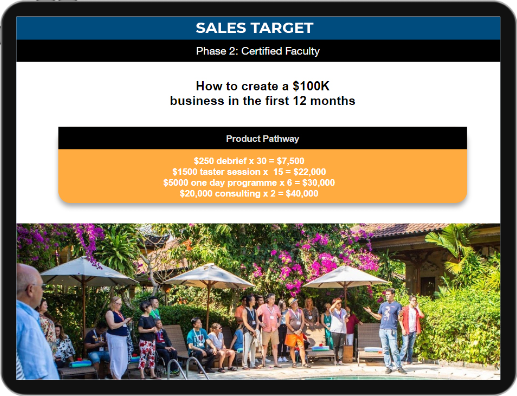 SALES TARGET
Phase 2: Certified Faculty
How to create a $100K
business in the first 12 months
Product Pathway
$250 debrief x 30 = $7,500
$1500 taster session x 15 = $22,000
$5000 one day programme x 6 = $30,000
$20,000 consulting x 2 = $40,000